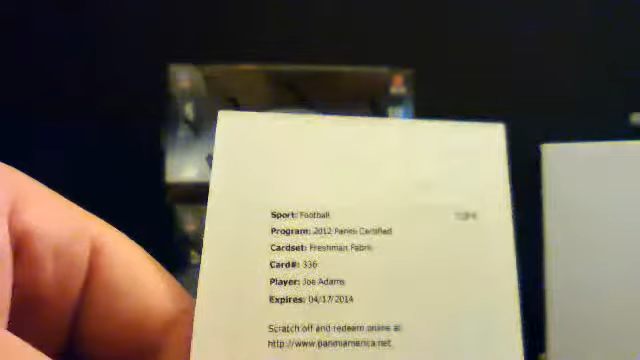 Sport: Football
Program: 2012 Panini Certified
Cardset: Freshman Fabric
Card#: 336
Player: Joe Adams
Expires: 04/17/2014
Scratch off and redeem online at
http://www.paniniamerica.net